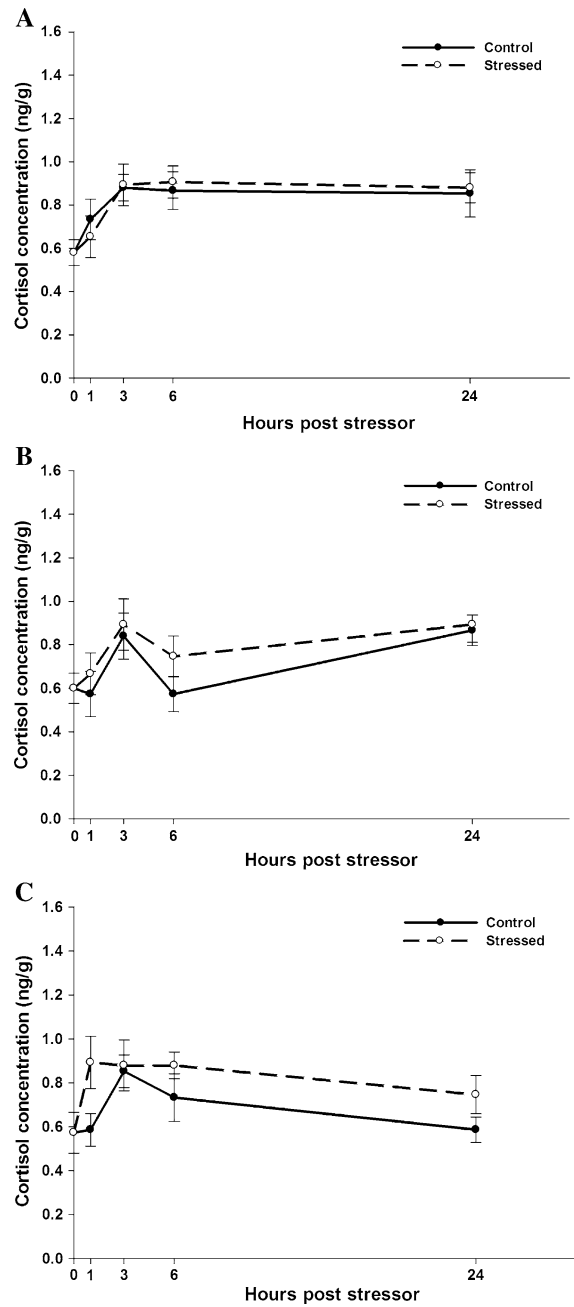 A
1.6
Control
Stressed
1.4
1.2
1.0
0.8
0.6
0.4
0.2
0.0
Cortisol concentration (ng/g)
0 1 3 6 24
Hours post stressor
B
1.6
Control
Stressed
1.4
1.2
1.0
0.8
0.6
0.4
0.2
0.0
Cortisol concentration (ng/g)
0 1 3 6 24
Hours post stressor
C
1.6
Control
Stressed
1.4
1.2
1.0
0.8
0.6
0.4
0.2
0.0
Cortisol concentration (ng/g)
0 1 3 6 24
Hours post stressor